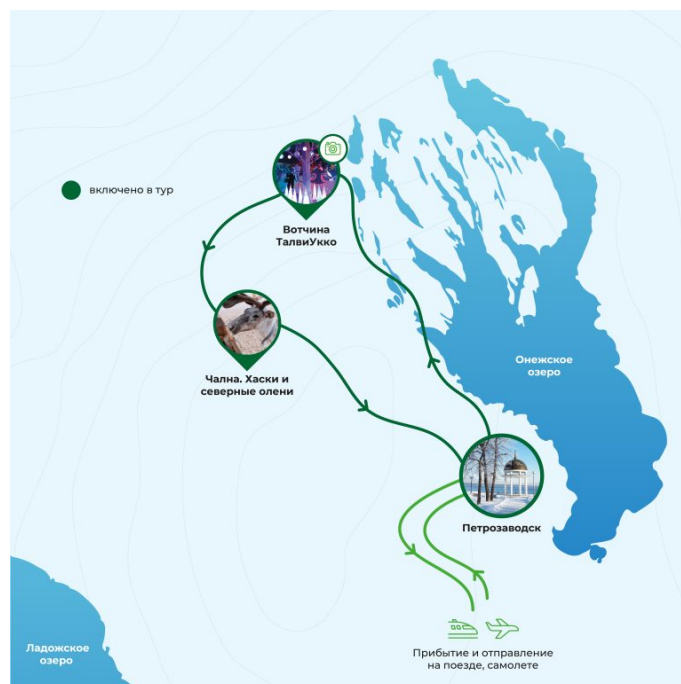 включено в тур
Вотчина
ТалвиУкко
Чална. Хаски и
северные олени
Онежское
озеро
Петрозаводск
Ладожское
озеро
Прибытие и отправление
на поезде, самолете